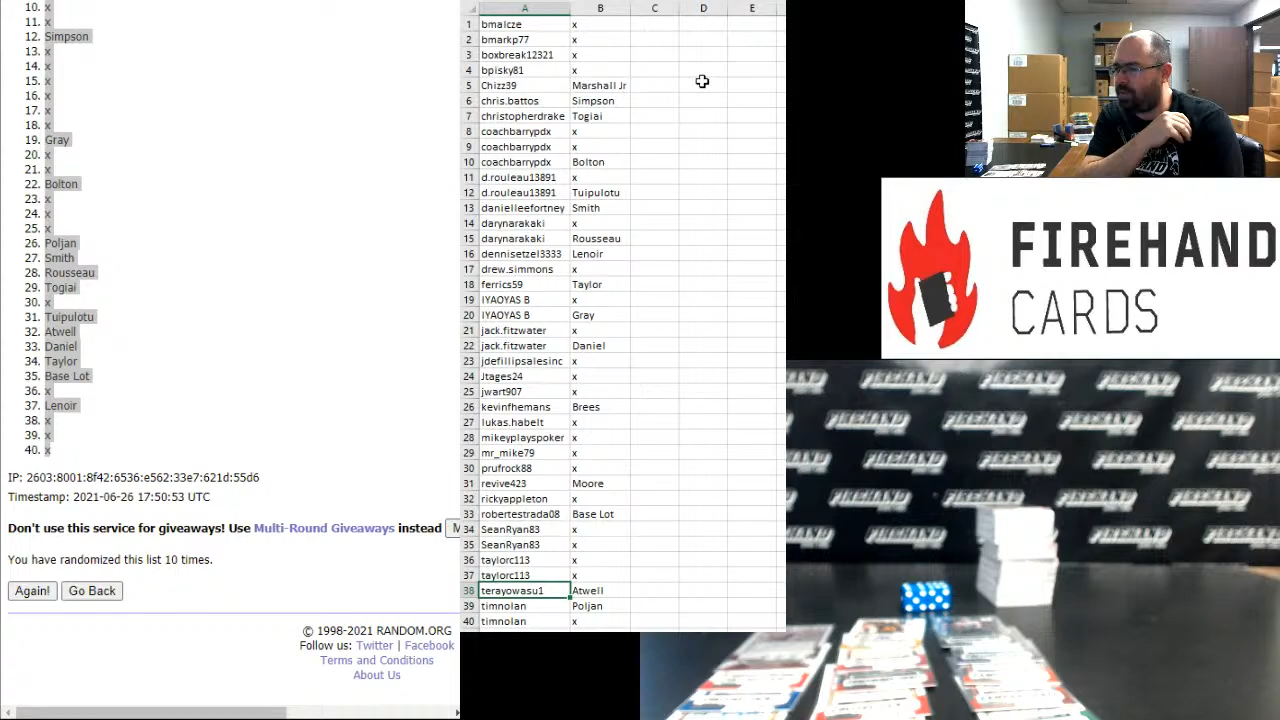 10. x
11. x
12. Simpson
13. x
14. x
15. x
16. x
17. x
18. x
19. Gray
20. x
21. x
22. Bolton
23. x
24. x
25. x
26. Poljan
27. Smith
28. Rousseau
29. Togiai
30. x
31. Tuipulotu
32. Atwell
33. Daniel
34. Taylor
35. Base Lot
36. x
37. Lenoir
38. x
39. x
40. x
IP: 2603:8001:8f42:6536:e562:33e7:621d:55d6
Timestamp: 2021-06-26 17:50:53 UTC
Don't use this service for giveaways! Use Multi-Round Giveaways instead
You have randomized this list 10 times.
Again! Go Back
© 1998-2021 RANDOM.ORG
Follow us: Twitter | Facebook
Terms and Conditions
About Us
A B C D E
1 bmalcze x
2 bmarkp77 x
3 boxbreak12321 x
4 bpisky81 x
5 Chizz39 Marshall Jr
6 chris.battos Simpson
7 christopherdrake Togiai
8 coachbarrypdx x
9 coachbarrypdx x
10 coachbarrypdx Bolton
11 d.rouleau13891 x
12 d.rouleau13891 Tuipulotu
13 danielleefortney Smith
14 darynarakaki x
15 darynarakaki Rousseau
16 dennisetzel3333 Lenoir
17 drew.simmons x
18 ferrics59 Taylor
19 IYAOYAS B x
20 IYAOYAS B Gray
21 jack.fitzwater x
22 jack.fitzwater Daniel
23 jdefillipsalesinc x
24 Jtages24 x
25 jwart907 x
26 kevinfhemans Brees
27 lukas.habelt x
28 mikeyplayspoker x
29 mr_mike79 x
30 prufrock88 x
31 revive423 Moore
32 rickyappleton x
33 robertestrada08 Base Lot
34 SeanRyan83 x
35 SeanRyan83 x
36 taylorc113 x
37 taylorc113 x
38 terayowasu1 Atwell
39 timnolan Poljan
40 timnolan x
FIREHAND
CARDS